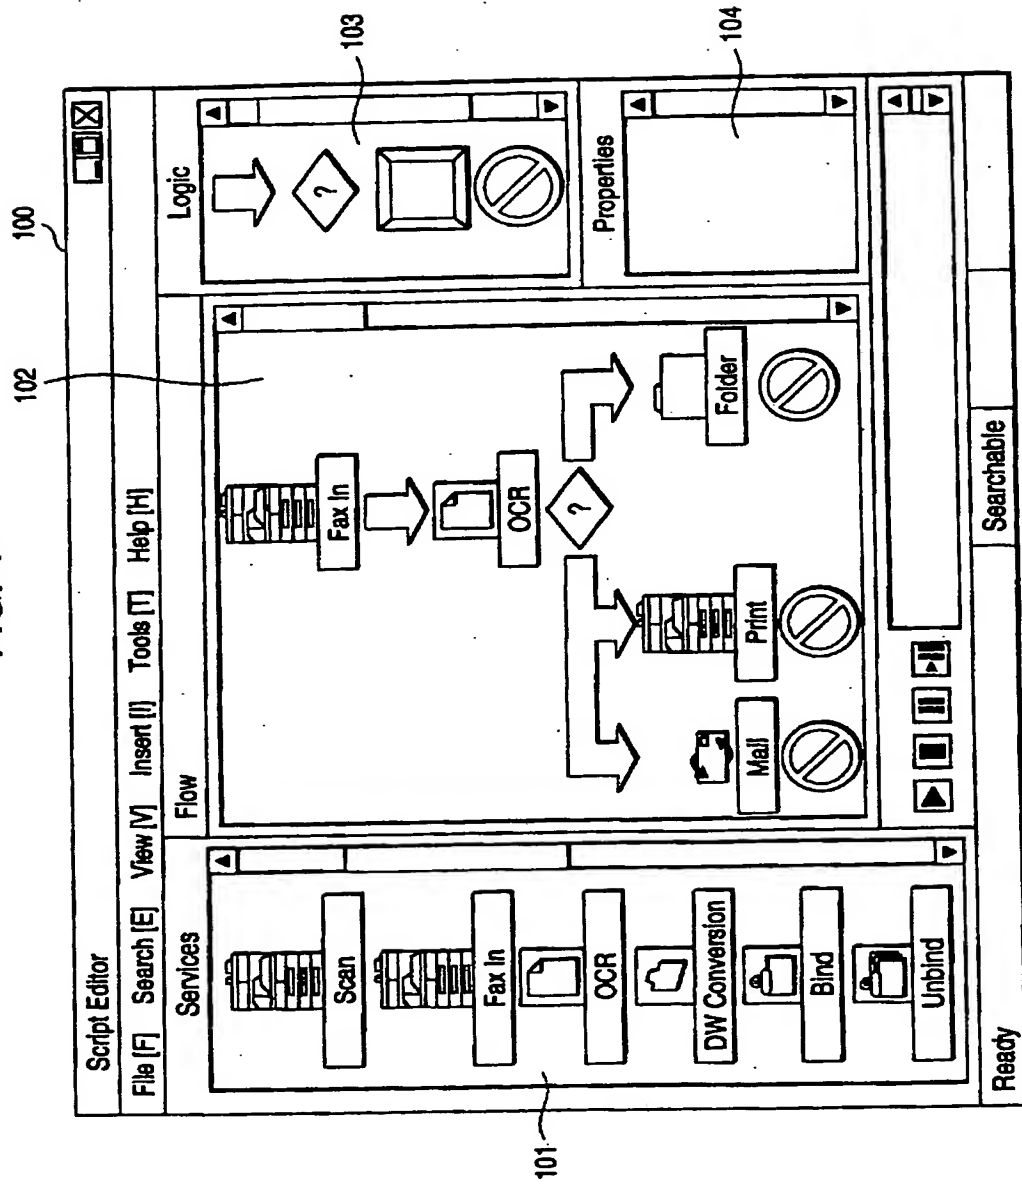 100
Script Editor
File [F] Search [E] View [V] Insert [I] Tools [T] Help [H]
Services
Scan
Fax In
OCR
DW Conversion
Bind
Unbind
101
Flow
102
Fax In
OCR
?
Mail
Print
Folder
Logic
?
103
Properties
104
Ready
Searchable